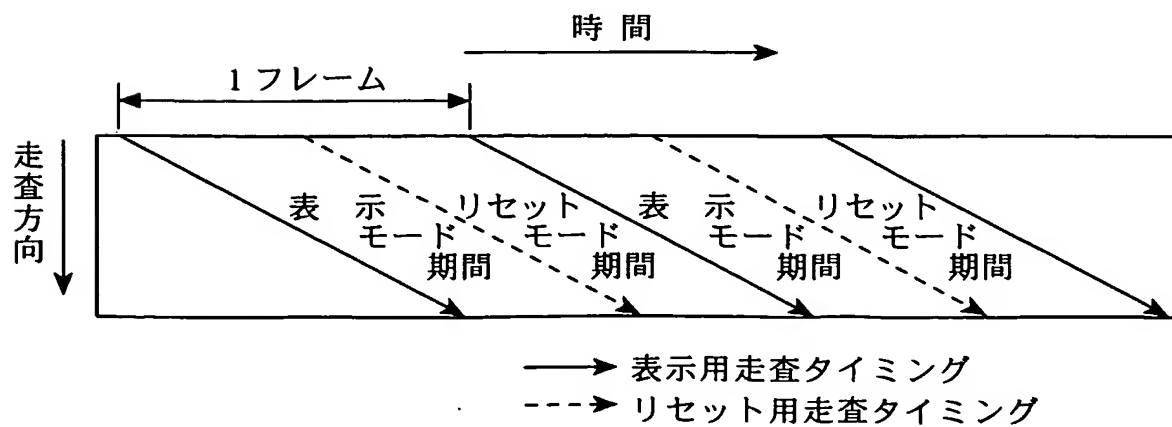 時 間
1フレーム
走査方向
表 示
モード
期間
リセット
モード
期間
表 示
モード
期間
リセット
モード
期間
表示用走査タイミング
リセット用走査タイミング